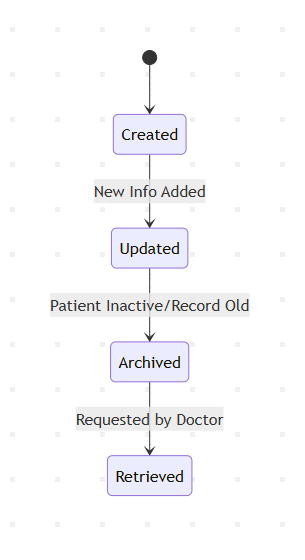 Created
New Info Added
Updated
Patient Inactive/Record Old
Archived
Requested by Doctor
Retrieved